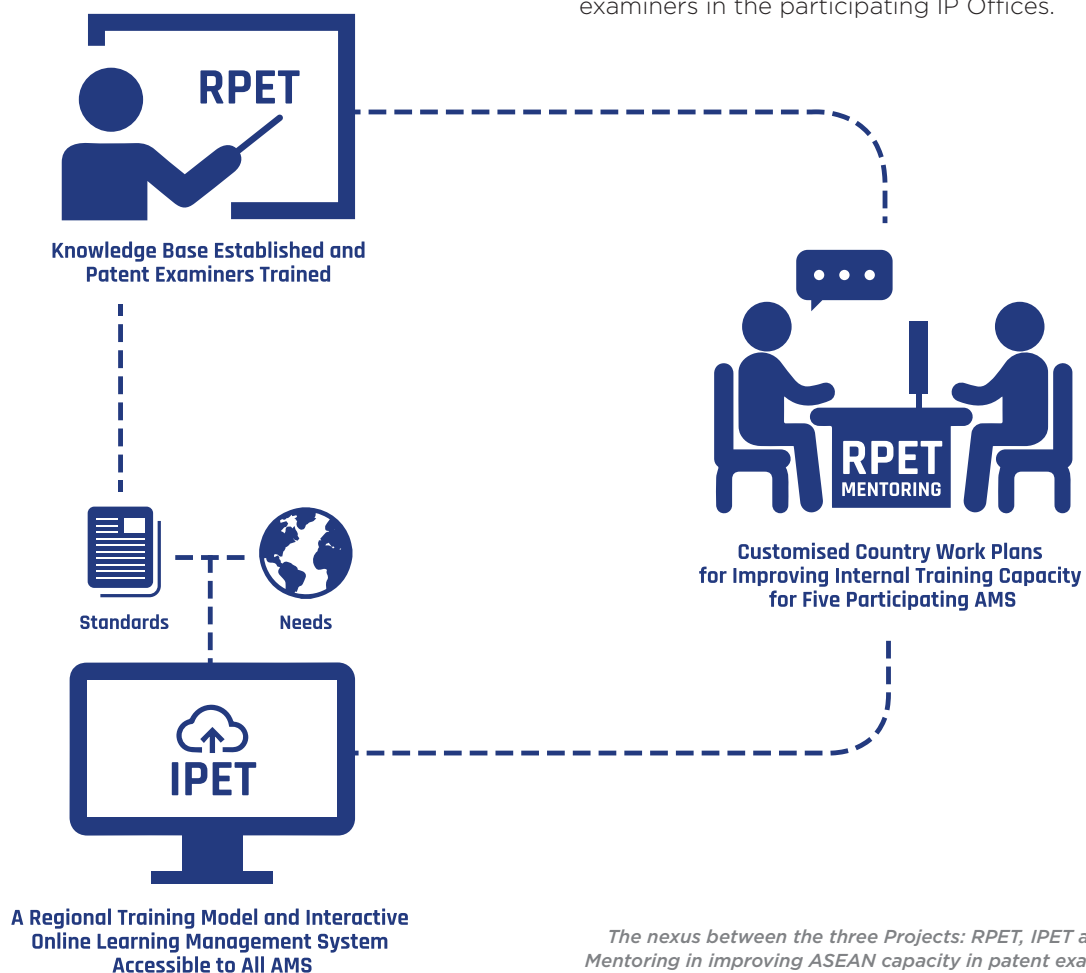 examiners in the participating IP Offices.
RPET
Knowledge Base Established and
Patent Examiners Trained
RPET
MENTORING
Customised Country Work Plans
for Improving Internal Training Capacity
for Five Participating AMS
Standards
Needs
IPET
A Regional Training Model and Interactive
Online Learning Management System
Accessible to All AMS
The nexus between the three Projects: RPET, IPET a
Mentoring in improving ASEAN capacity in patent exa